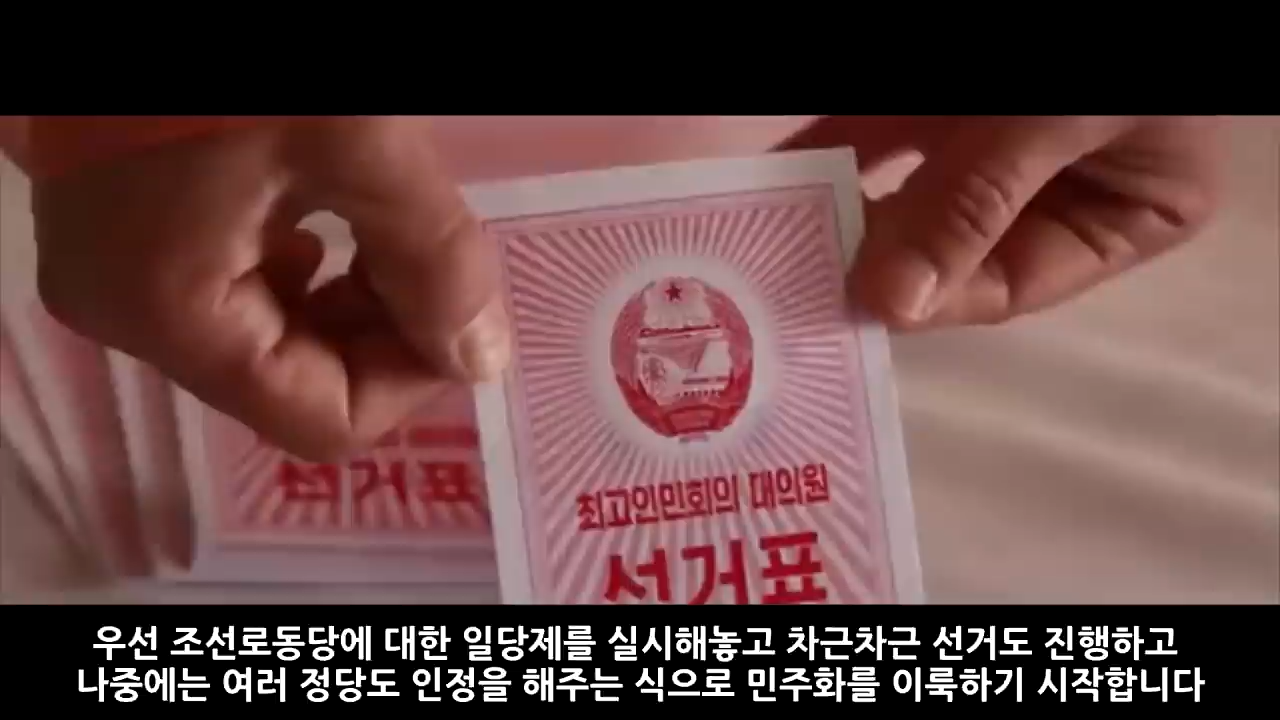 선거표
최고인민회의 대의원
선거표
우선 조선로동당에 대한 일당제를 실시해놓고 차근차근 선거도 진행하고
나중에는 여러 정당도 인정을 해주는 식으로 민주화를 이룩하기 시작합니다